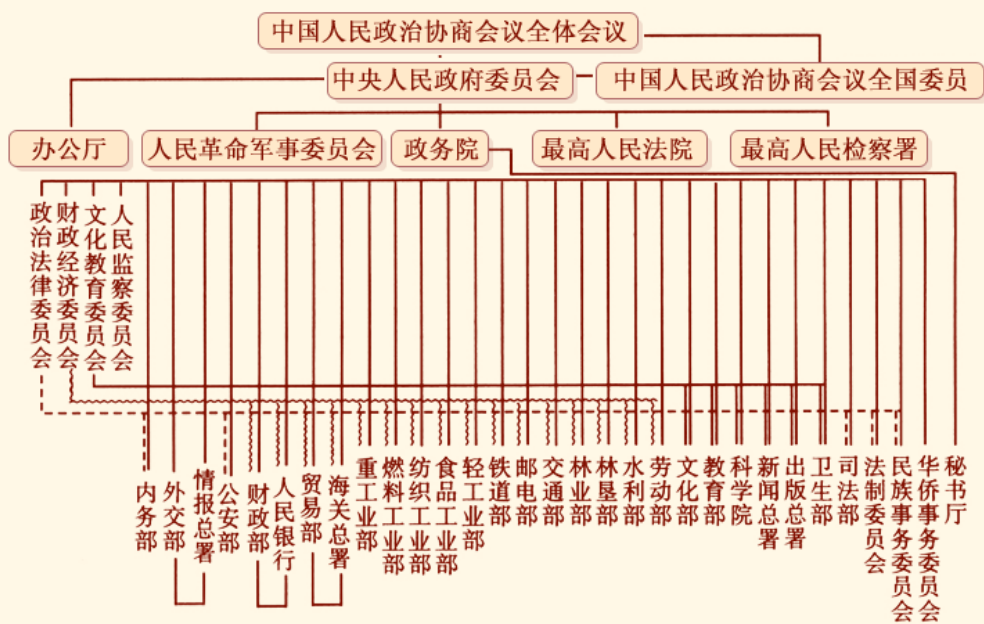 中国人民政治协商会议全体会议
中央人民政府委员会
中国人民政治协商会议全国委员
办公厅
人民革命军事委员会
政务院
最高人民法院
最高人民检察署
政治法律委员会
财政经济委员会
文化教育委员会
人民监察委员会
内务部
外交部
情报总署
公安部
财政部
人民银行
贸易部
海关总署
重工业部
燃料工业部
纺织工业部
食品工业部
轻工业部
铁道部
邮电部
交通部
林业部
林垦部
水利部
劳动部
文化部
教育部
科学院
新闻总署
出版总署
卫生部
司法部
法制委员会
民族事务委员会
华侨事务委员会
秘书厅